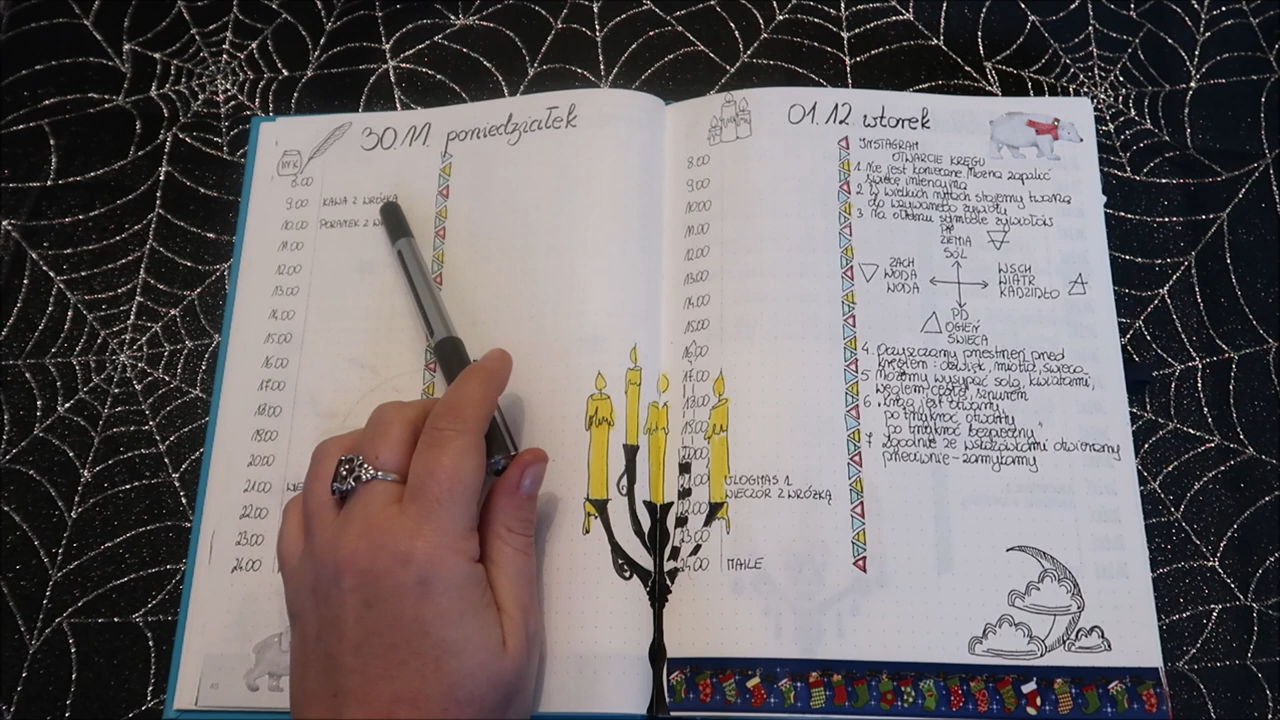 30.11. poniedziałek
INK
8.00
9.00 KAWA Z WRÓŻKĄ
10.00 PORANEK Z
11.00
12.00
13.00
14.00
15.00
16.00
17.00
18.00
19.00
20.00
21.00 WIE
22.00
23.00
24.00
01.12. wtorek
8.00
9.00
10.00
11.00
12.00
13.00
14.00
15.00
16.00
17.00
18.00
19.00
20.00
21.00 VLOGMAS 1.
WIECZÓR Z WRÓŻKĄ
22.00
23.00
24.00 MAILE
INSTAGRAM
OTWARCIE KRĘGU
1. Nie jest konieczne. Można zapalić
świecę intencyjną
2. W wielkich rytach stajemy twarzą
do wzywanego żywiołu
3. Na ołtarzu symbole żywiołów
PN
ZIEMIA
SÓL
ZACH
WODA
WODA
WSCH
WIATR
KADZIDŁO
PD
OGIEŃ
ŚWIECA
4. Oczyszczamy przestrzeń przed
kręgiem: dźwięk, miotła, świeca
5. Możemy wysypać solą, kwiatami,
węglem, cegłą, sznurem
6. Krąg jest otwarty,
po trzykroć otwarty
po trzykroć bezpieczny"
7. Zgodnie ze wskazówkami otwieramy
przeciwnie - zamykamy